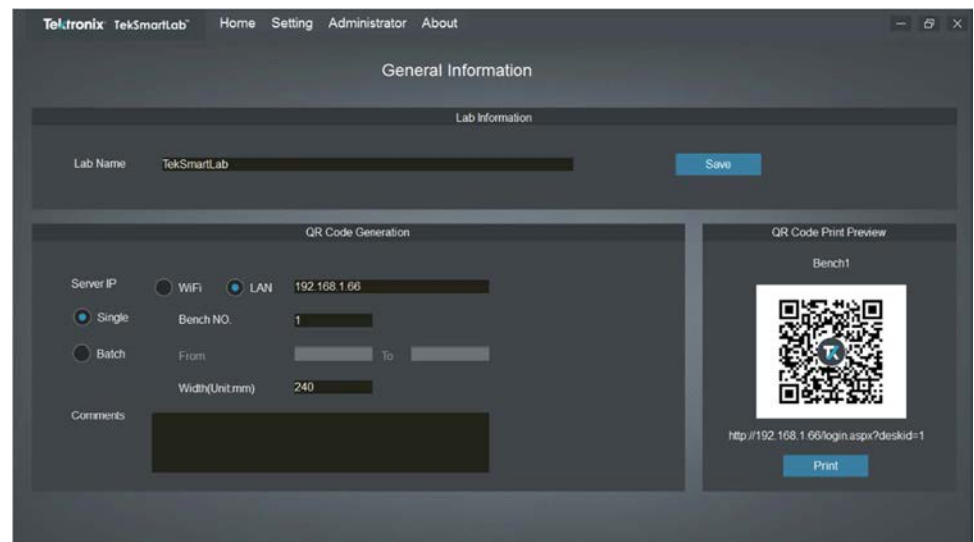 Tektronix TekSmartLab™ Home Setting Administrator About
General Information
Lab Information
Lab Name TekSmartLab Save
QR Code Generation
Server IP WiFi LAN 192.168.1.66
Single Bench NO. 1
Batch From To
Width(Unit:mm) 240
Comments
QR Code Print Preview
Bench1
http://192.168.1.66/login.aspx?deskid=1
Print